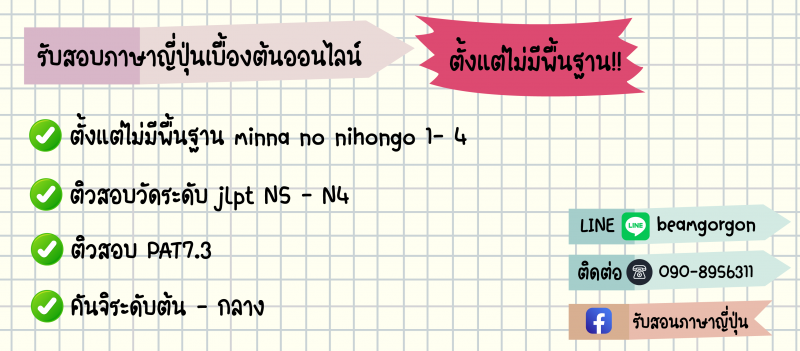 รับสอบภาษาญี่ปุ่นเบื้องต้นออนไลน์
ตั้งแต่ไม่มีพื้นฐาน!!
ตั้งแต่ไม่มีพื้นฐาน minna no nihongo 1- 4
ติวสอบวัดระดับ jlpt N5 - N4
ติวสอบ PAT7.3
คันจิระดับต้น - กลาง
LINE LINE beamgorgon
ติดต่อ 090-8956311
รับสอนภาษาญี่ปุ่น